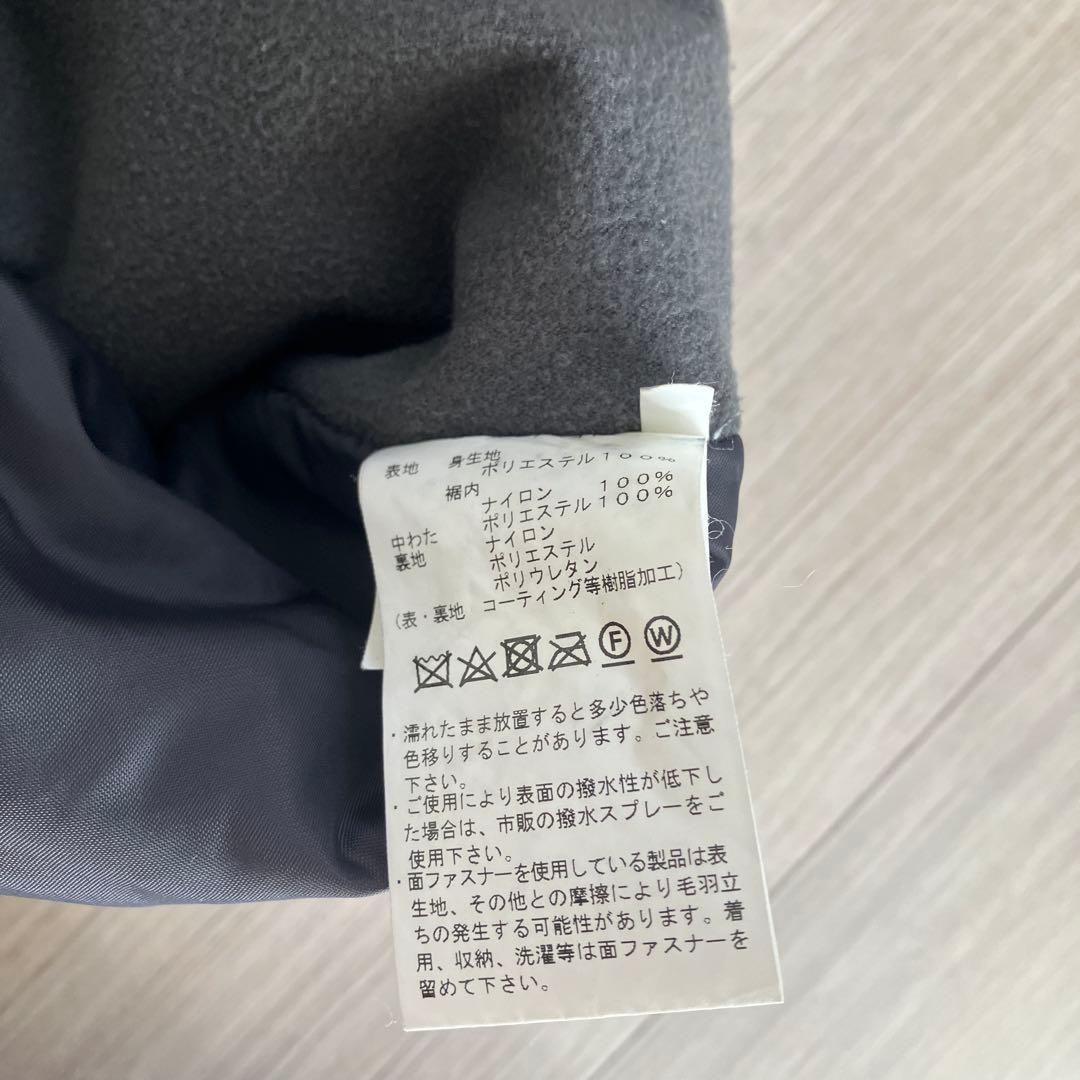 表地 身生地
ポリエステル100%
裾内
ナイロン 100%
中わた ポリエステル100%
裏地 ナイロン
ポリエステル
ポリウレタン
(表・裏地 コーティング等樹脂加工)
F W
・濡れたまま放置すると多少色落ちや
色移りすることがあります。ご注意
下さい。
・ご使用により表面の撥水性が低下し
た場合は、市販の撥水スプレーをご
使用下さい。
・面ファスナーを使用している製品は表
生地、その他との摩擦により毛羽立
ちの発生する可能性があります。着
用、収納、洗濯等は面ファスナーを
留めて下さい。